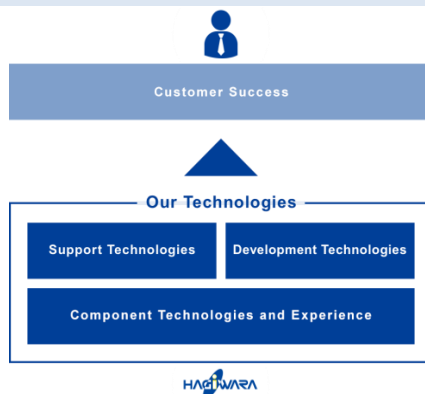 Customer Success
Our Technologies
Support Technologies
Development Technologies
Component Technologies and Experience
HAGIWARA